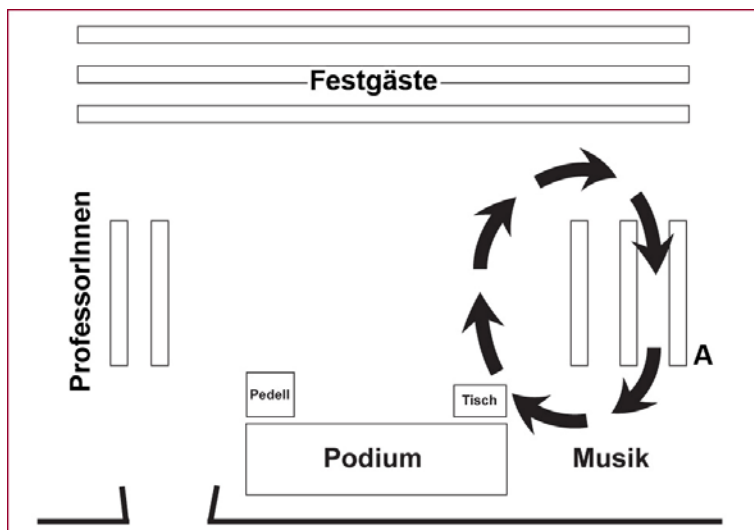 Festgäste
ProfessorInnen
A
Pedell
Tisch
Podium
Musik